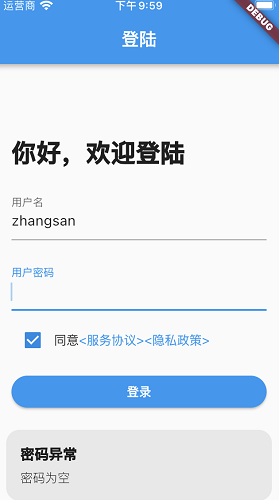 运营商 下午9:59
DEBUG
登陆
你好，欢迎登陆
用户名
zhangsan
用户密码
同意<服务协议><隐私政策>
登录
密码异常
密码为空